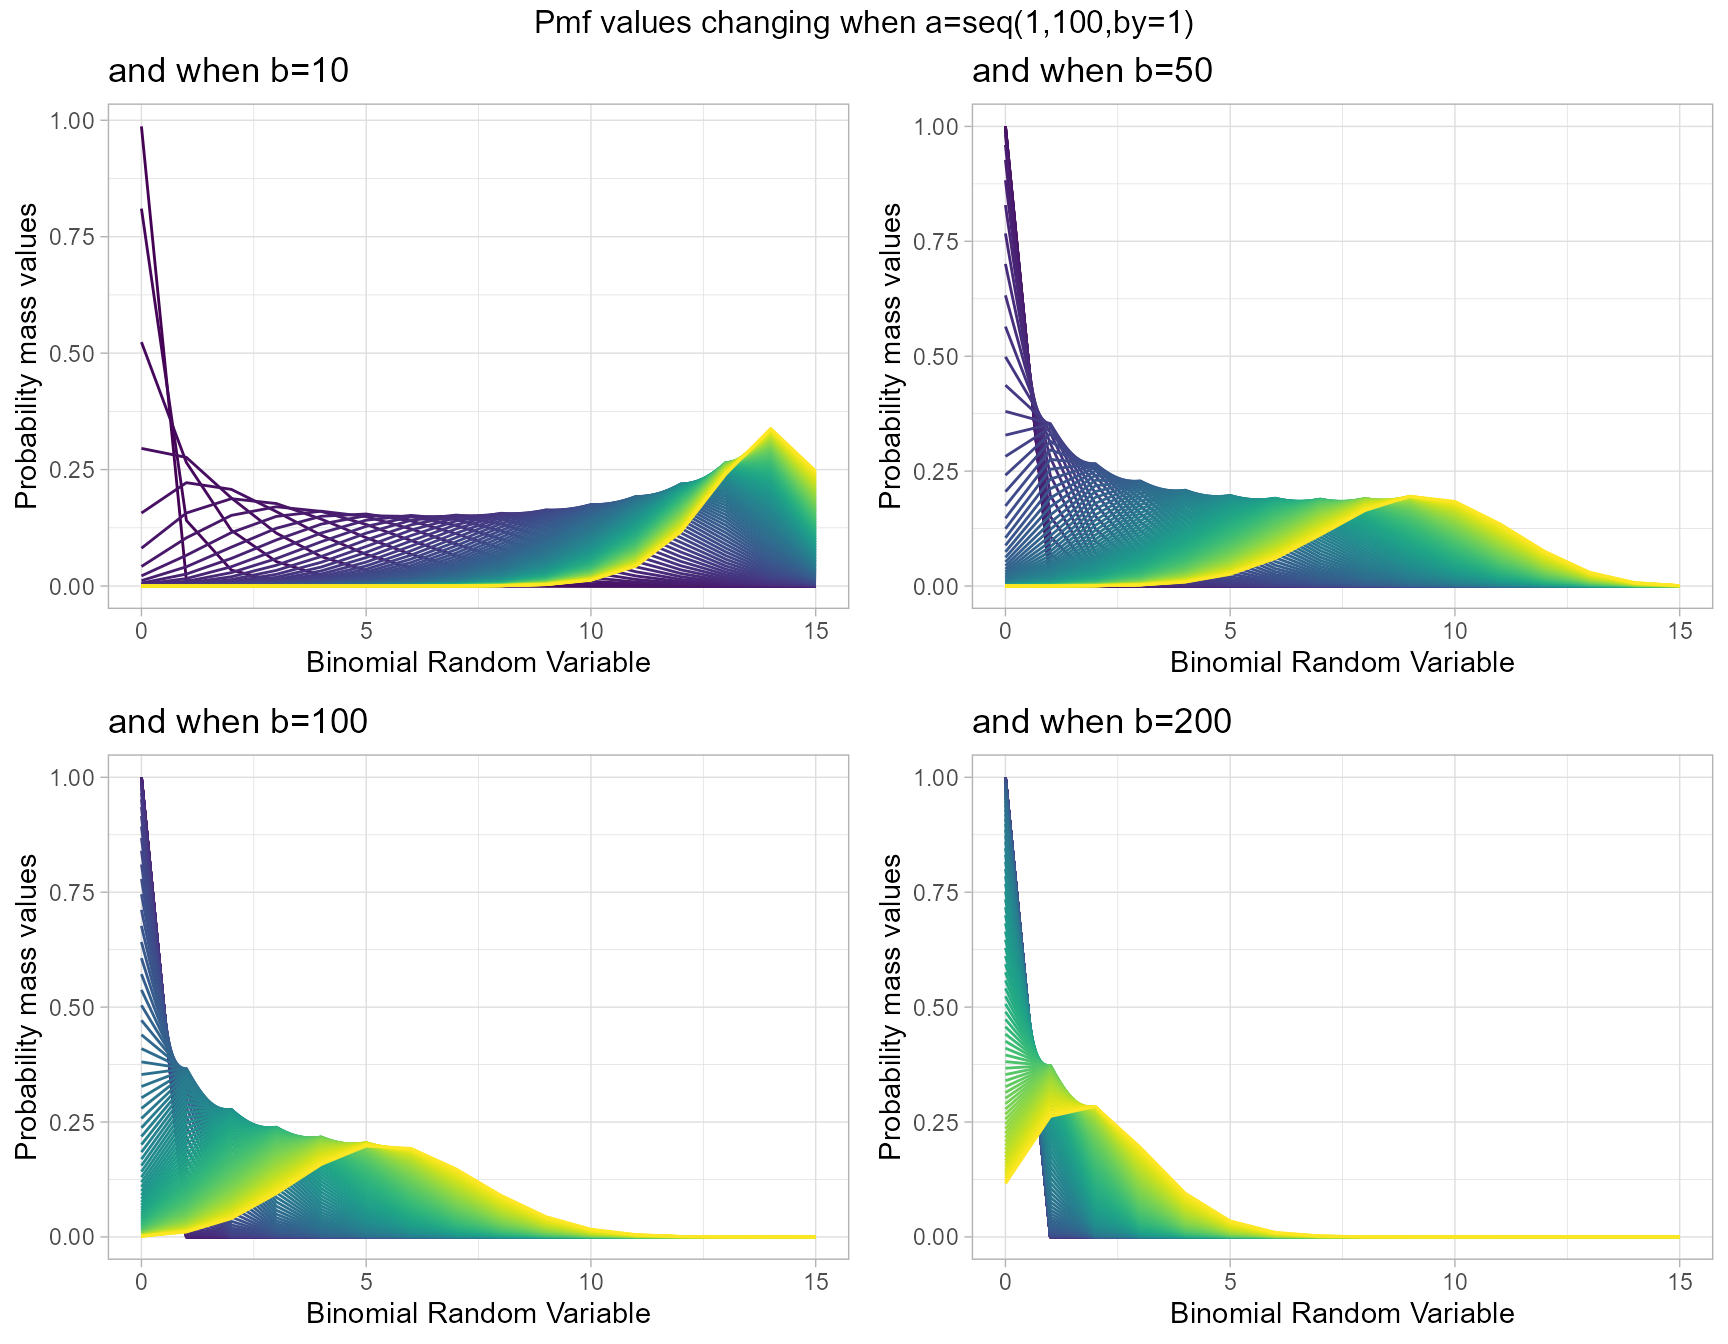 Pmf values changing when a=seq(1,100,by=1)
and when b=10
1.00
0.75
0.50
0.25
0.00
Probability mass values
0 5 10 15
Binomial Random Variable
and when b=50
1.00
0.75
0.50
0.25
0.00
Probability mass values
0 5 10 15
Binomial Random Variable
and when b=100
1.00
0.75
0.50
0.25
0.00
Probability mass values
0 5 10 15
Binomial Random Variable
and when b=200
1.00
0.75
0.50
0.25
0.00
Probability mass values
0 5 10 15
Binomial Random Variable